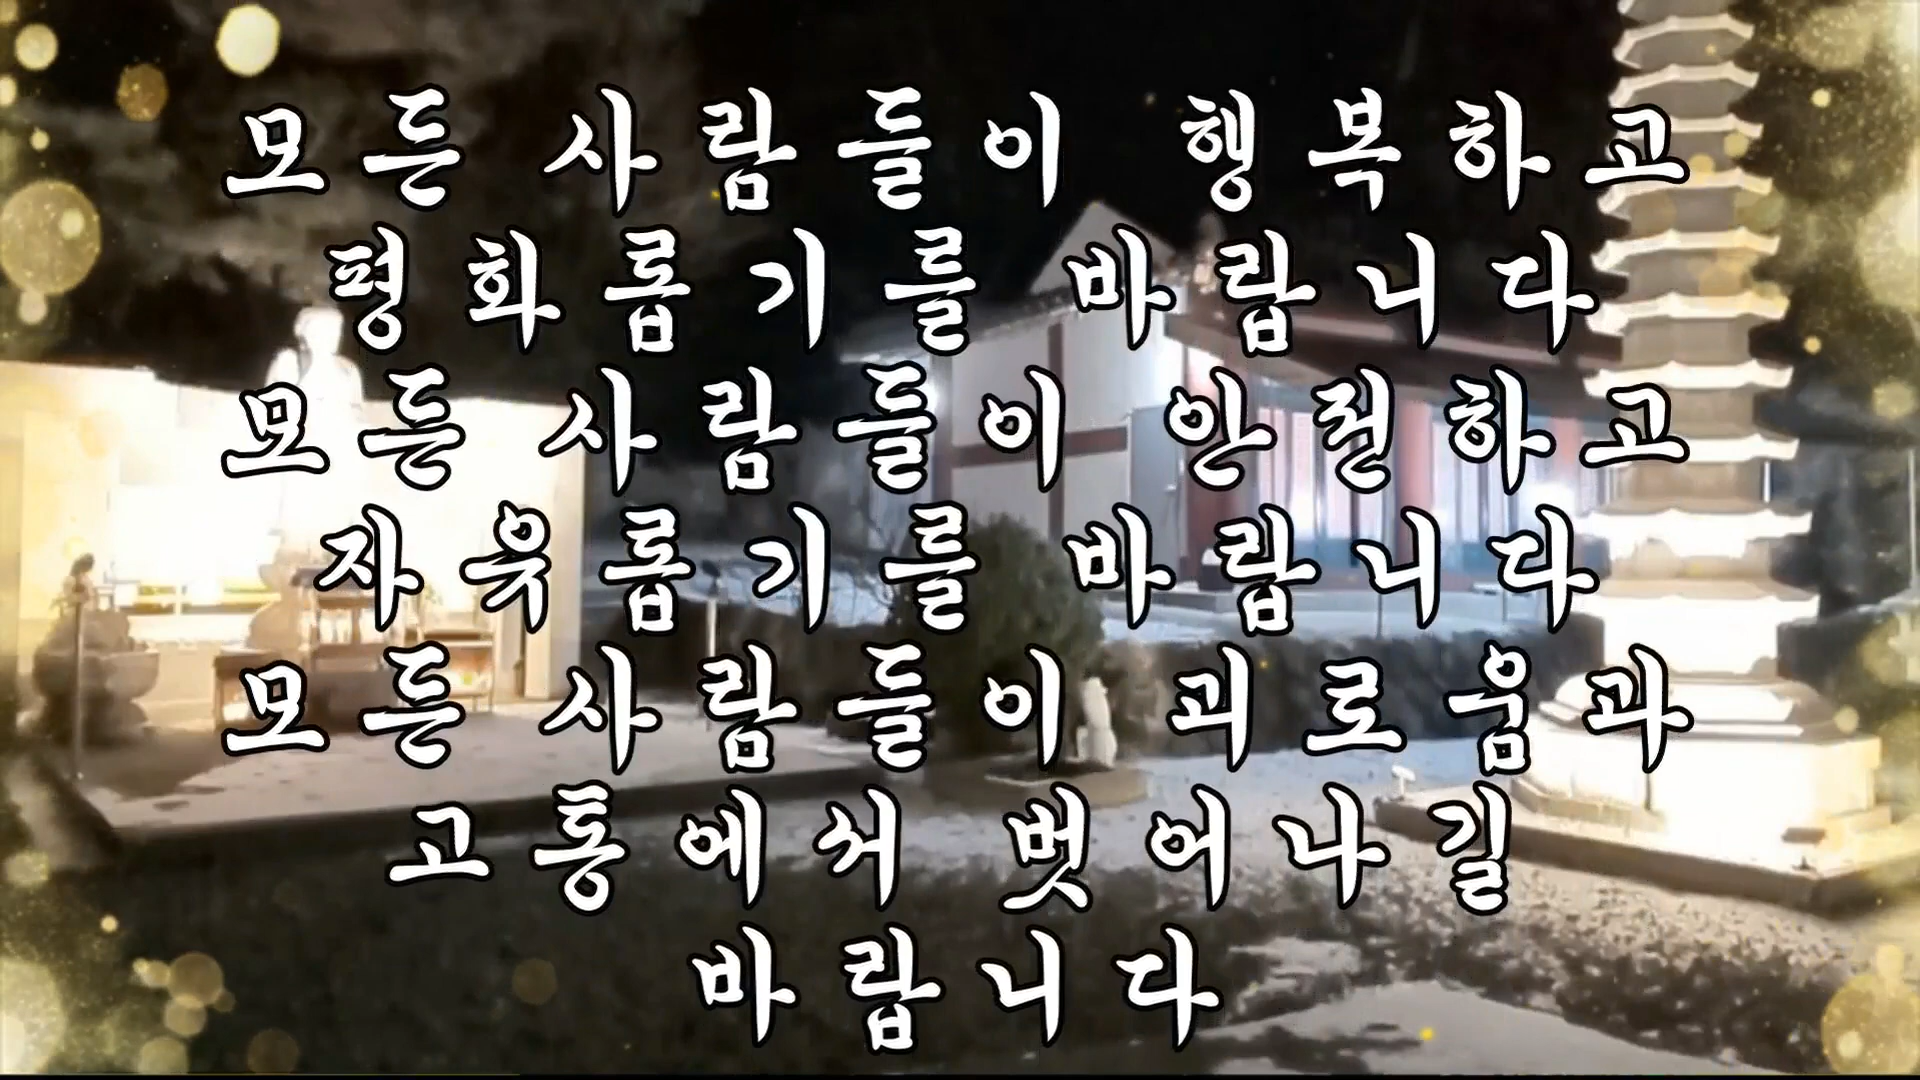 모든 사람들이 행복하고
평화롭기를 바랍니다
모든 사람들이 안전하고
자유롭기를 바랍니다
모든 사람들이 괴로움과
고통에서 벗어나길
바랍니다